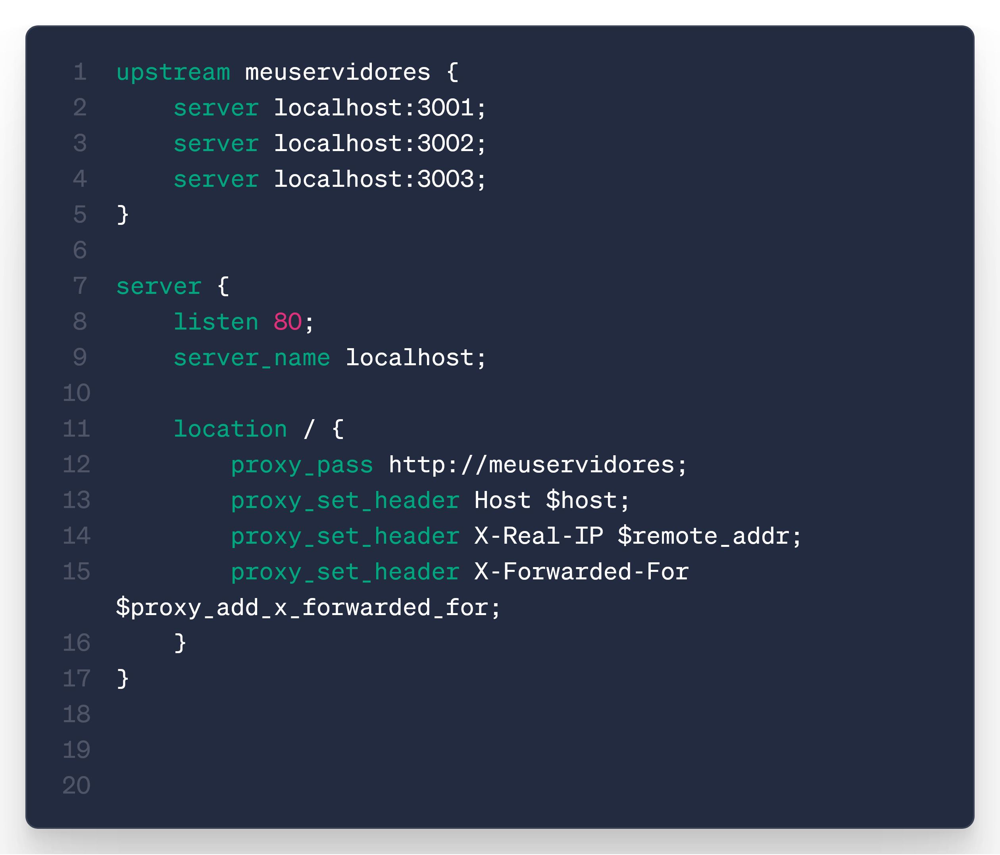 1 upstream meuservidores {
2     server localhost:3001;
3     server localhost:3002;
4     server localhost:3003;
5 }
6
7 server {
8     listen 80;
9     server_name localhost;
10
11     location / {
12         proxy_pass http://meuservidores;
13         proxy_set_header Host $host;
14         proxy_set_header X-Real-IP $remote_addr;
15         proxy_set_header X-Forwarded-For
$proxy_add_x_forwarded_for;
16     }
17 }
18
19
20